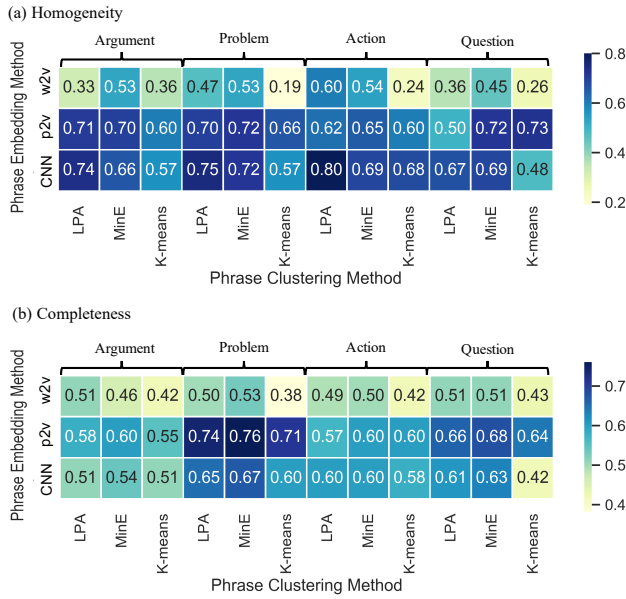 (a) Homogeneity
Argument Problem Action Question
Phrase Embedding Method
w2v 0.33 0.53 0.36 0.47 0.53 0.19 0.60 0.54 0.24 0.36 0.45 0.26
p2v 0.71 0.70 0.60 0.70 0.72 0.66 0.62 0.65 0.60 0.50 0.72 0.73
CNN 0.74 0.66 0.57 0.75 0.72 0.57 0.80 0.69 0.68 0.67 0.69 0.48
LPA MinE K-means LPA MinE K-means LPA MinE K-means LPA MinE K-means
Phrase Clustering Method
0.8
0.6
0.4
0.2
(b) Completeness
Argument Problem Action Question
Phrase Embedding Method
w2v 0.51 0.46 0.42 0.50 0.53 0.38 0.49 0.50 0.42 0.51 0.51 0.43
p2v 0.58 0.60 0.55 0.74 0.76 0.71 0.57 0.60 0.60 0.66 0.68 0.64
CNN 0.51 0.54 0.51 0.65 0.67 0.60 0.60 0.60 0.58 0.61 0.63 0.42
LPA MinE K-means LPA MinE K-means LPA MinE K-means LPA MinE K-means
Phrase Clustering Method
0.7
0.6
0.5
0.4